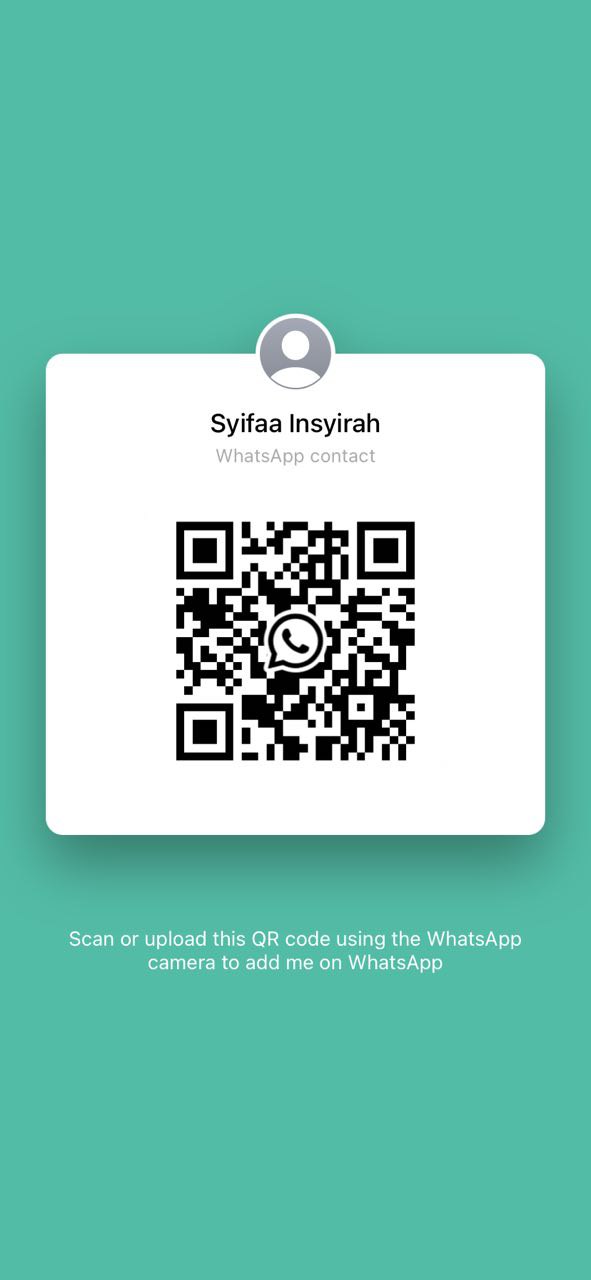 Syifaa Insyirah
WhatsApp contact
Scan or upload this QR code using the WhatsApp
camera to add me on WhatsApp